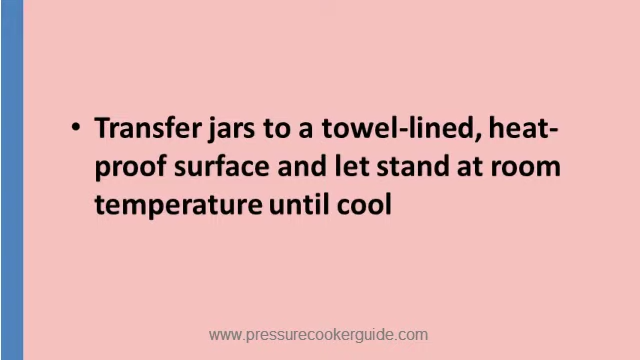 • Transfer jars to a towel-lined, heat-
proof surface and let stand at room
temperature until cool
www.pressurecookerguide.com